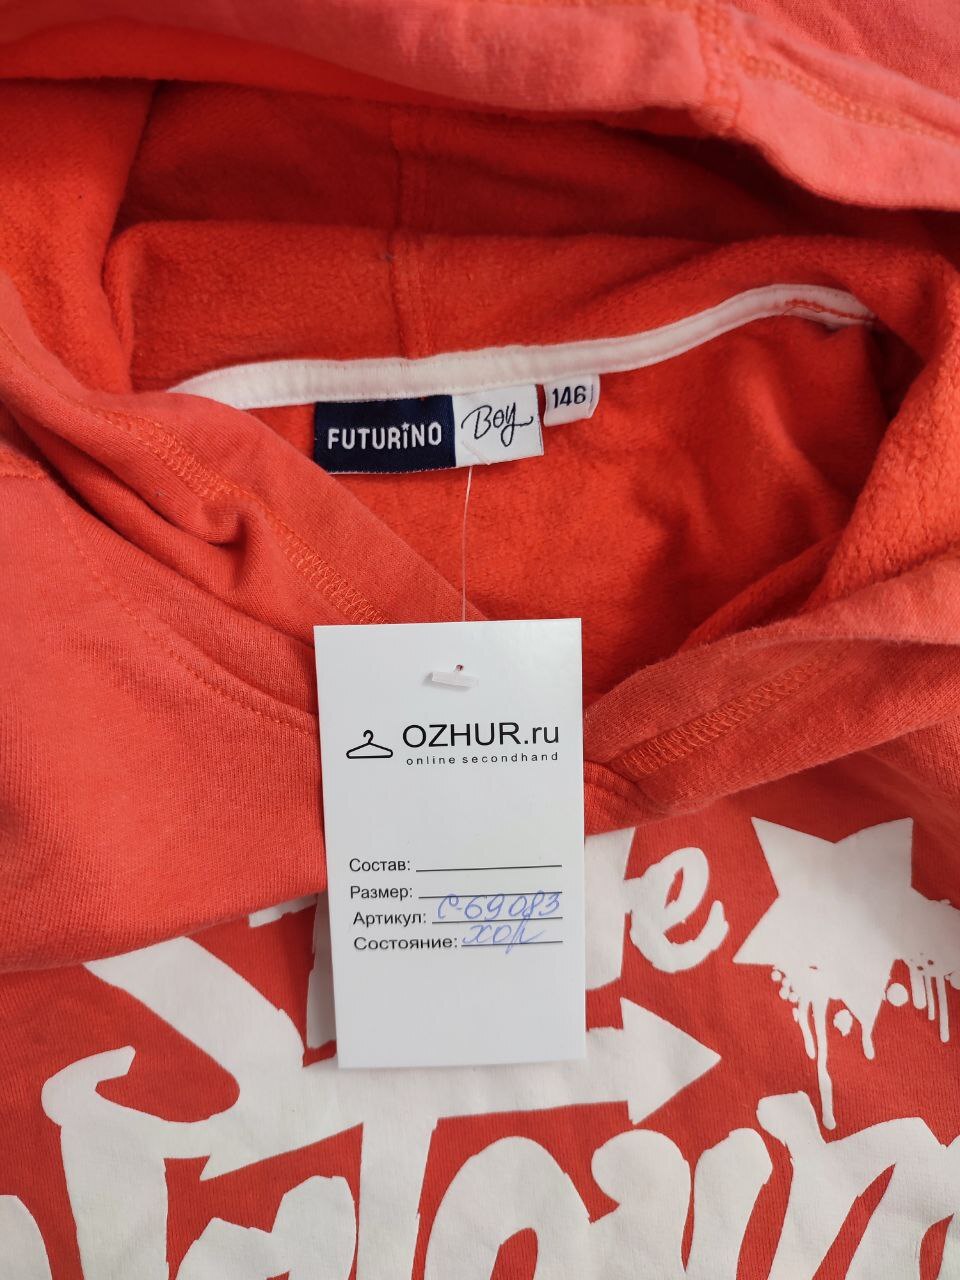 FUTURINO
Boy
146
OZHUR.ru
online secondhand
Состав:
Размер:
Артикул: С-69083
Состояние: хор